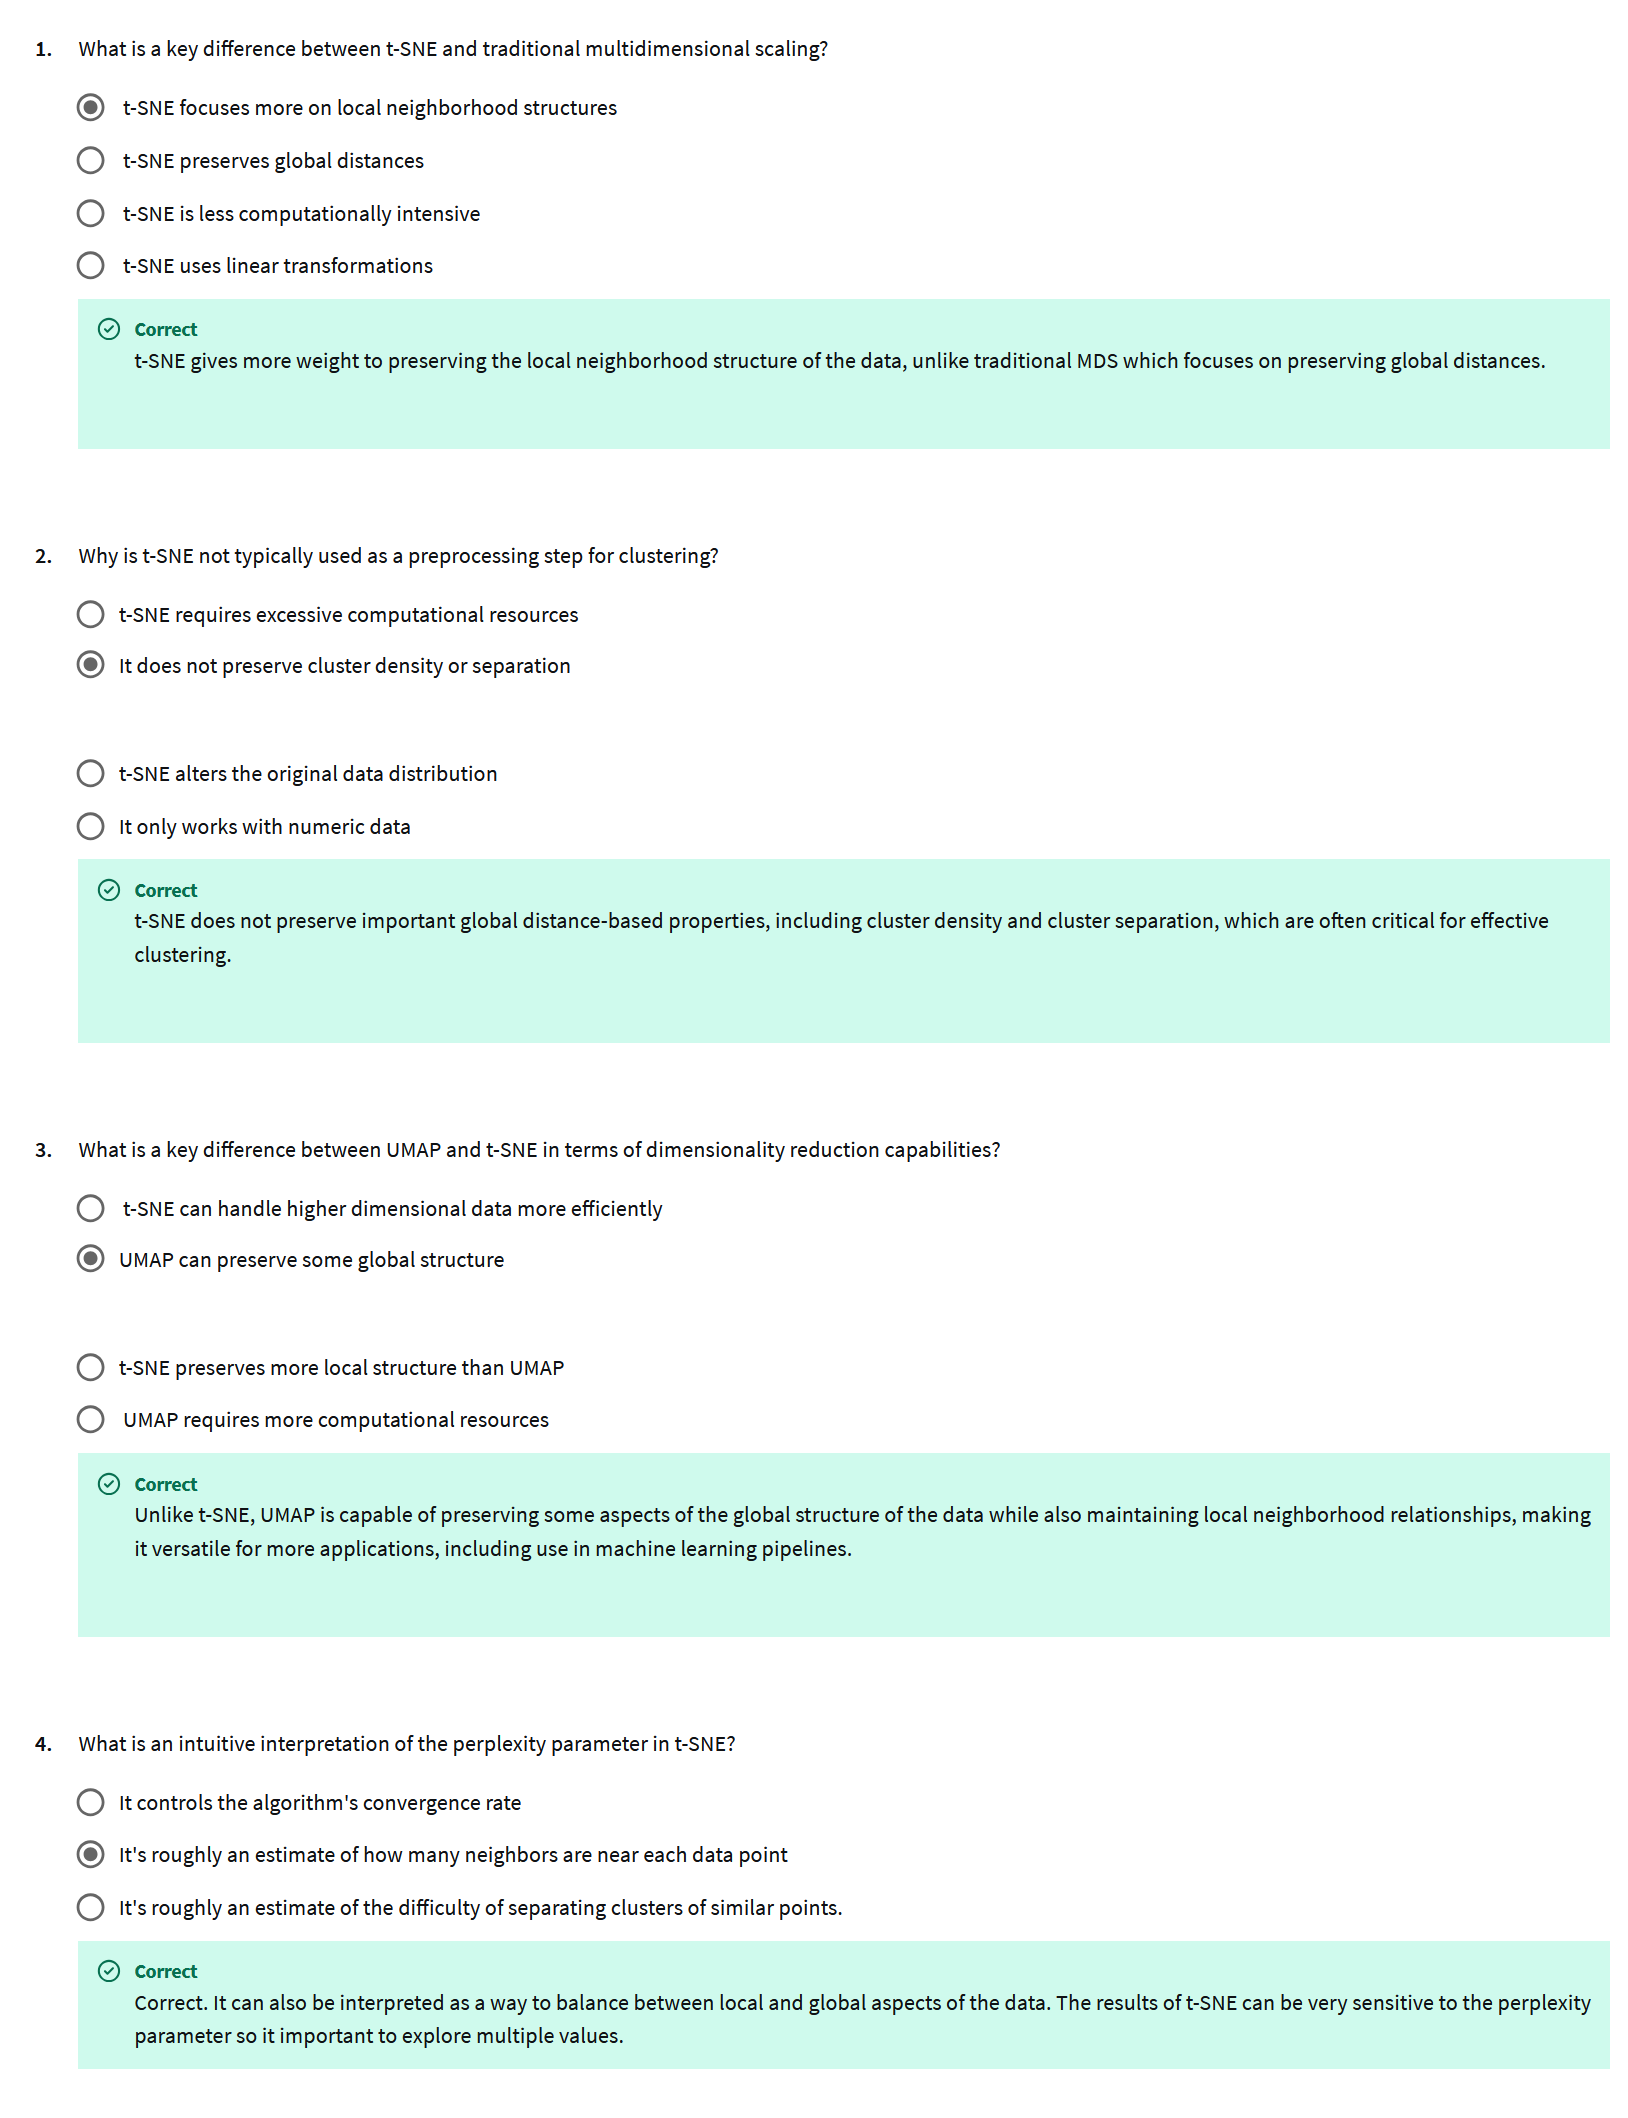 1. What is a key difference between t-SNE and traditional multidimensional scaling?
t-SNE focuses more on local neighborhood structures
t-SNE preserves global distances
t-SNE is less computationally intensive
t-SNE uses linear transformations
Correct
t-SNE gives more weight to preserving the local neighborhood structure of the data, unlike traditional MDS which focuses on preserving global distances.
2. Why is t-SNE not typically used as a preprocessing step for clustering?
t-SNE requires excessive computational resources
It does not preserve cluster density or separation
t-SNE alters the original data distribution
It only works with numeric data
Correct
t-SNE does not preserve important global distance-based properties, including cluster density and cluster separation, which are often critical for effective
clustering.
3. What is a key difference between UMAP and t-SNE in terms of dimensionality reduction capabilities?
t-SNE can handle higher dimensional data more efficiently
UMAP can preserve some global structure
t-SNE preserves more local structure than UMAP
UMAP requires more computational resources
Correct
Unlike t-SNE, UMAP is capable of preserving some aspects of the global structure of the data while also maintaining local neighborhood relationships, making
it versatile for more applications, including use in machine learning pipelines.
4. What is an intuitive interpretation of the perplexity parameter in t-SNE?
It controls the algorithm's convergence rate
It's roughly an estimate of how many neighbors are near each data point
It's roughly an estimate of the difficulty of separating clusters of similar points.
Correct
Correct. It can also be interpreted as a way to balance between local and global aspects of the data. The results of t-SNE can be very sensitive to the perplexity
parameter so it important to explore multiple values.